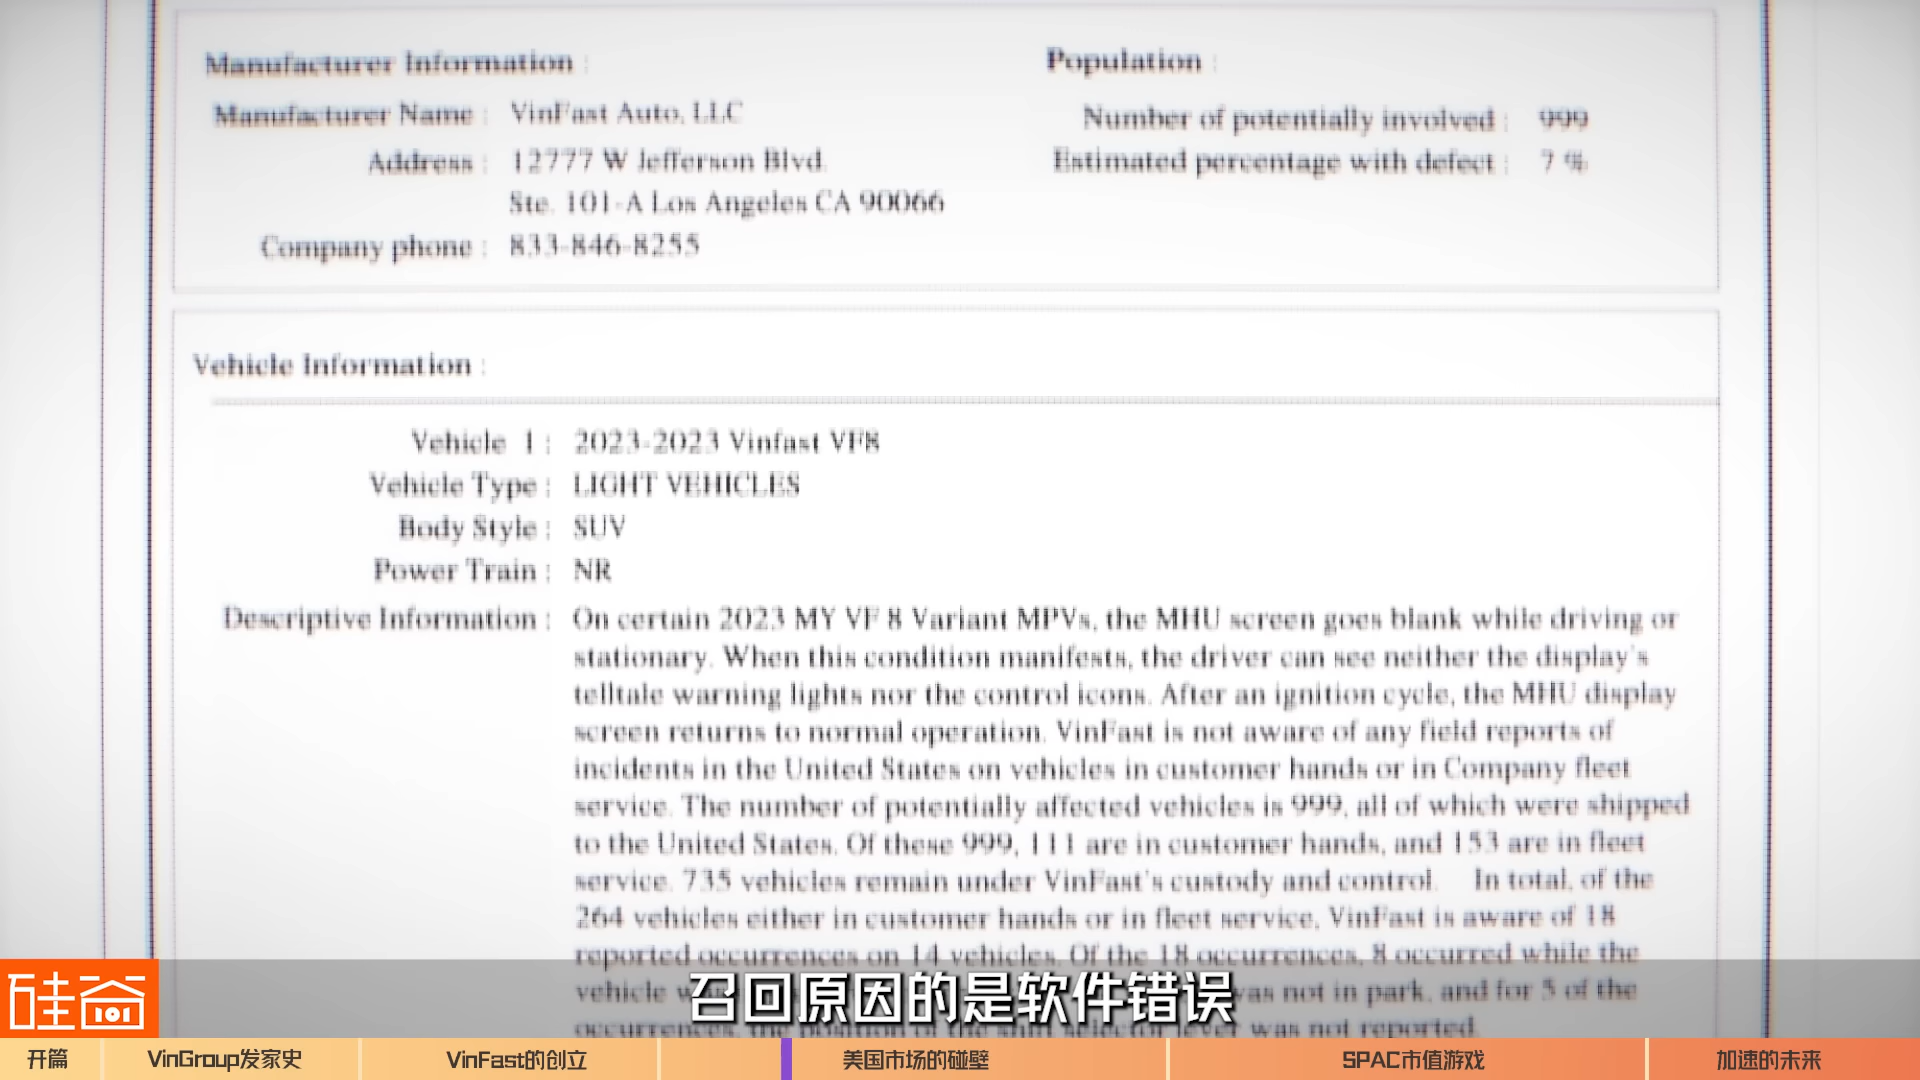 Manufacturer Information :
Manufacturer Name : VinFast Auto, LLC
Address : 12777 W Jefferson Blvd.
Ste. 101-A Los Angeles CA 90066
Company phone : 833-846-8255
Population :
Number of potentially involved : 999
Estimated percentage with defect : 7 %
Vehicle Information :
Vehicle 1 : 2023-2023 Vinfast VF8
Vehicle Type : LIGHT VEHICLES
Body Style : SUV
Power Train : NR
Descriptive Information : On certain 2023 MY VF 8 Variant MPVs, the MHU screen goes blank while driving or
stationary. When this condition manifests, the driver can see neither the display's
telltale warning lights nor the control icons. After an ignition cycle, the MHU display
screen returns to normal operation. VinFast is not aware of any field reports of
incidents in the United States on vehicles in customer hands or in Company fleet
service. The number of potentially affected vehicles is 999, all of which were shipped
to the United States. Of these 999, 111 are in customer hands, and 153 are in fleet
service. 735 vehicles remain under VinFast's custody and control. In total, of the
264 vehicles either in customer hands or in fleet service, VinFast is aware of 18
reported occurrences on 14 vehicles. Of the 18 occurrences, 8 occurred while the
vehicle was not in park, and for 5 of the
occurrences, the position of the shift selector lever was not reported.
召回原因的是软件错误
硅谷101
开篇
VinGroup发家史
VinFast的创立
美国市场的碰壁
SPAC市值游戏
加速的未来